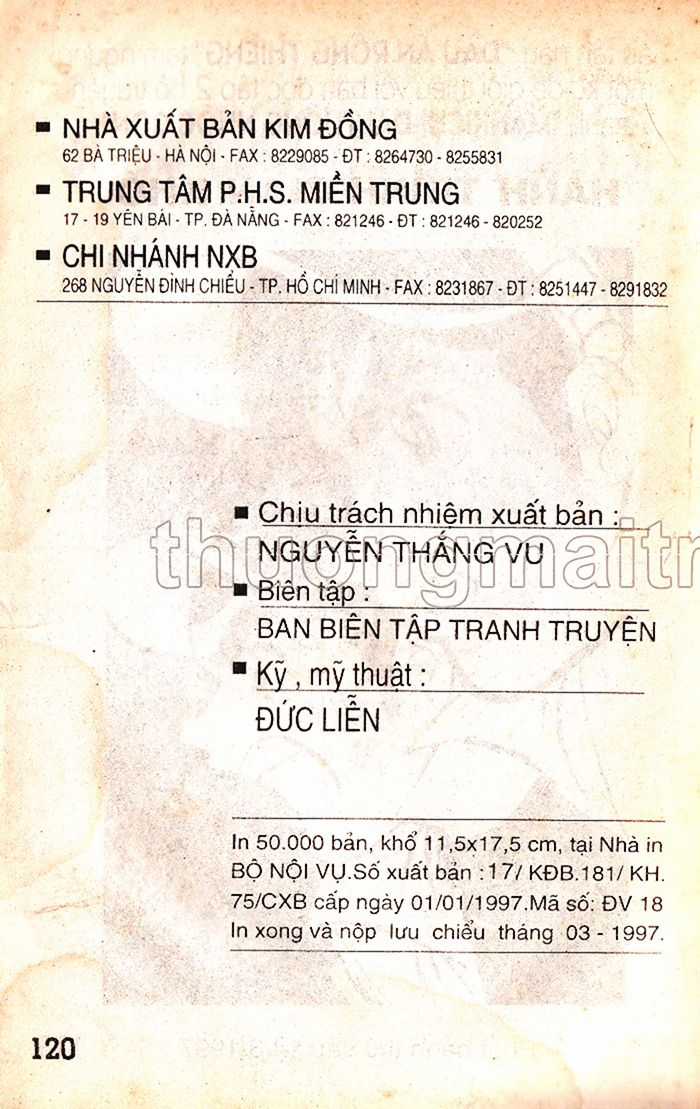 NHÀ XUẤT BẢN KIM ĐỒNG
62 BÀ TRIỆU - HÀ NỘI - FAX : 8229085 - ĐT : 8264730 - 8255831
TRUNG TÂM P.H.S. MIỀN TRUNG
17 - 19 YÊN BÁI - TP. ĐÀ NẴNG - FAX : 821246 - ĐT : 821246 - 820252
CHI NHÁNH NXB
268 NGUYỄN ĐÌNH CHIỂU - TP. HỒ CHÍ MINH - FAX : 8231867 - ĐT : 8251447 - 8291832
Chịu trách nhiệm xuất bản :
thuongmaitr
NGUYỄN THẮNG VU
Biên tập :
BAN BIÊN TẬP TRANH TRUYỆN
Kỹ , mỹ thuật :
ĐỨC LIỄN
In 50.000 bản, khổ 11,5x17,5 cm, tại Nhà in
BỘ NỘI VỤ.Số xuất bản :17/ KĐB.181/ KH.
75/CXB cấp ngày 01/01/1997.Mã số: ĐV 18
In xong và nộp lưu chiểu tháng 03 - 1997.
120